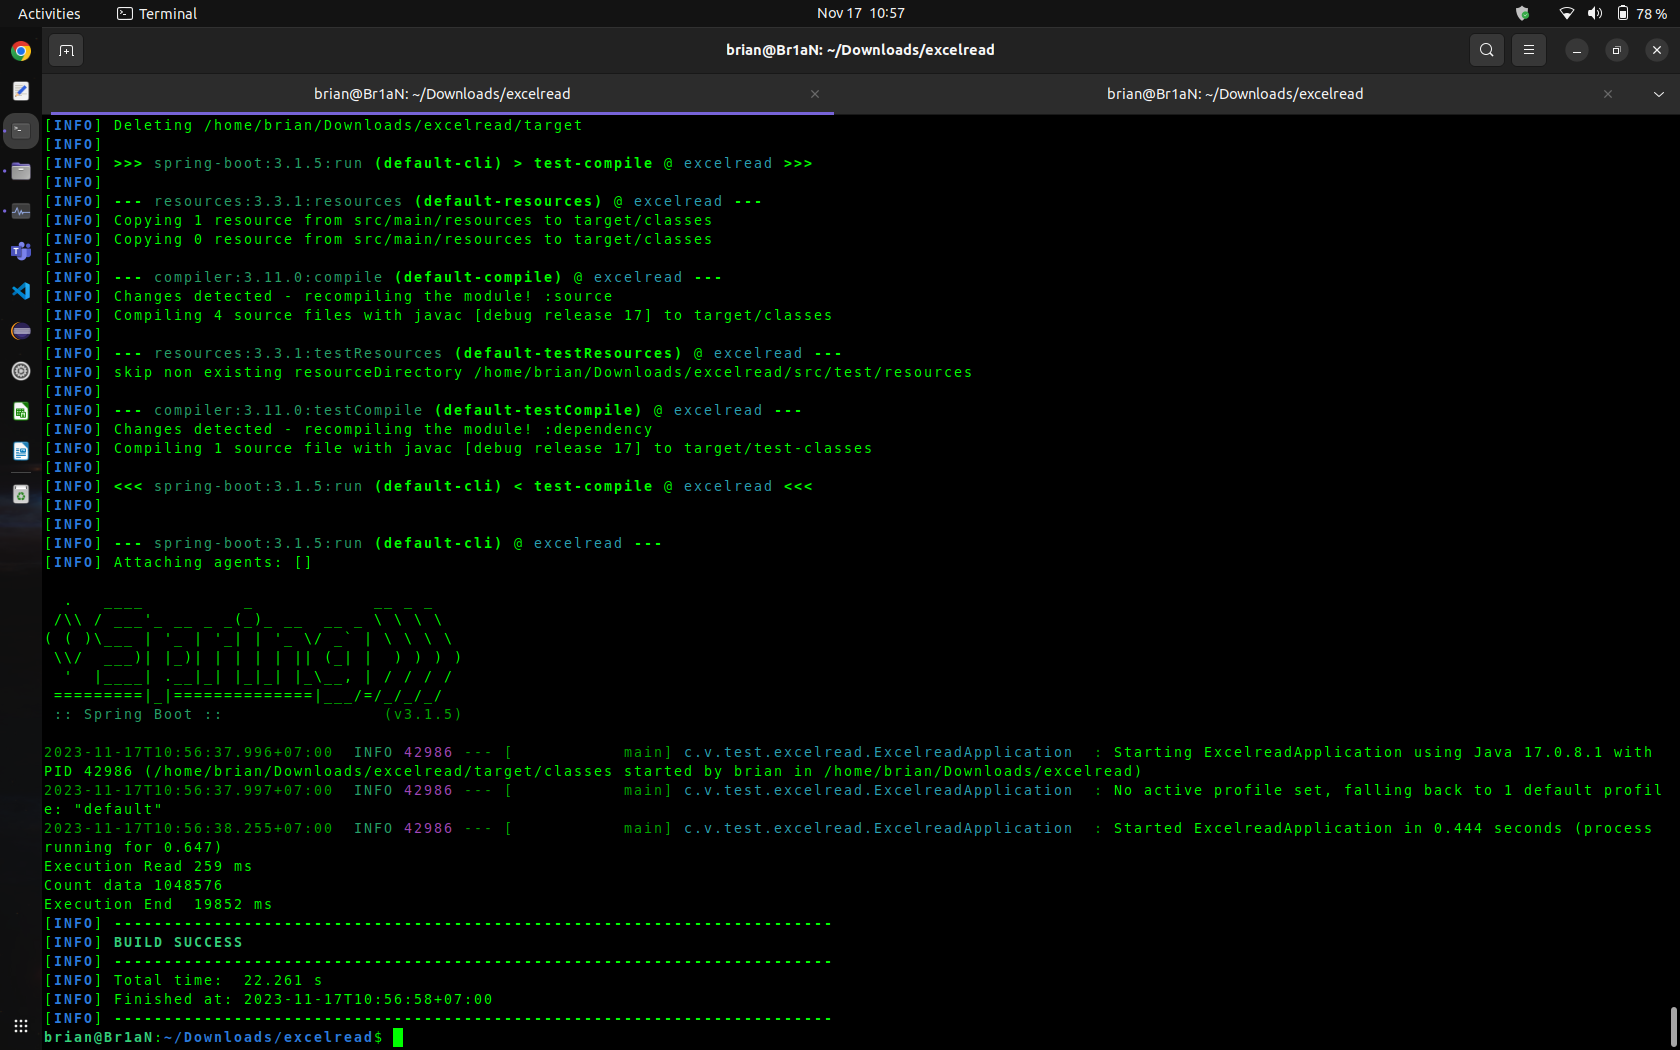 Activities Terminal Nov 17 10:57 78 %
brian@Br1aN: ~/Downloads/excelread
brian@Br1aN: ~/Downloads/excelread × brian@Br1aN: ~/Downloads/excelread ×
[INFO] Deleting /home/brian/Downloads/excelread/target
[INFO]
[INFO] >>> spring-boot:3.1.5:run (default-cli) > test-compile @ excelread >>>
[INFO]
[INFO] --- resources:3.3.1:resources (default-resources) @ excelread ---
[INFO] Copying 1 resource from src/main/resources to target/classes
[INFO] Copying 0 resource from src/main/resources to target/classes
[INFO]
[INFO] --- compiler:3.11.0:compile (default-compile) @ excelread ---
[INFO] Changes detected - recompiling the module! :source
[INFO] Compiling 4 source files with javac [debug release 17] to target/classes
[INFO]
[INFO] --- resources:3.3.1:testResources (default-testResources) @ excelread ---
[INFO] skip non existing resourceDirectory /home/brian/Downloads/excelread/src/test/resources
[INFO]
[INFO] --- compiler:3.11.0:testCompile (default-testCompile) @ excelread ---
[INFO] Changes detected - recompiling the module! :dependency
[INFO] Compiling 1 source file with javac [debug release 17] to target/test-classes
[INFO]
[INFO] <<< spring-boot:3.1.5:run (default-cli) < test-compile @ excelread <<<
[INFO]
[INFO]
[INFO] --- spring-boot:3.1.5:run (default-cli) @ excelread ---
[INFO] Attaching agents: []
  .   ____          _            __ _ _
 /\\ / ___'_ __ _ _(_)_ __  __ _ \ \ \ \
( ( )\___ | '_ | '_| | '_ \/ _` | \ \ \ \
 \\/  ___)| |_)| | | | | || (_| |  ) ) ) )
  '  |____| .__|_| |_|_| |_\__, | / / / /
 =========|_|==============|___/=/_/_/_/
 :: Spring Boot ::                (v3.1.5)
2023-11-17T10:56:37.996+07:00  INFO 42986 --- [           main] c.v.test.excelread.ExcelreadApplication  : Starting ExcelreadApplication using Java 17.0.8.1 with
PID 42986 (/home/brian/Downloads/excelread/target/classes started by brian in /home/brian/Downloads/excelread)
2023-11-17T10:56:37.997+07:00  INFO 42986 --- [           main] c.v.test.excelread.ExcelreadApplication  : No active profile set, falling back to 1 default profil
e: "default"
2023-11-17T10:56:38.255+07:00  INFO 42986 --- [           main] c.v.test.excelread.ExcelreadApplication  : Started ExcelreadApplication in 0.444 seconds (process
running for 0.647)
Execution Read 259 ms
Count data 1048576
Execution End  19852 ms
[INFO] ------------------------------------------------------------------------
[INFO] BUILD SUCCESS
[INFO] ------------------------------------------------------------------------
[INFO] Total time:  22.261 s
[INFO] Finished at: 2023-11-17T10:56:58+07:00
[INFO] ------------------------------------------------------------------------
brian@Br1aN:~/Downloads/excelread$